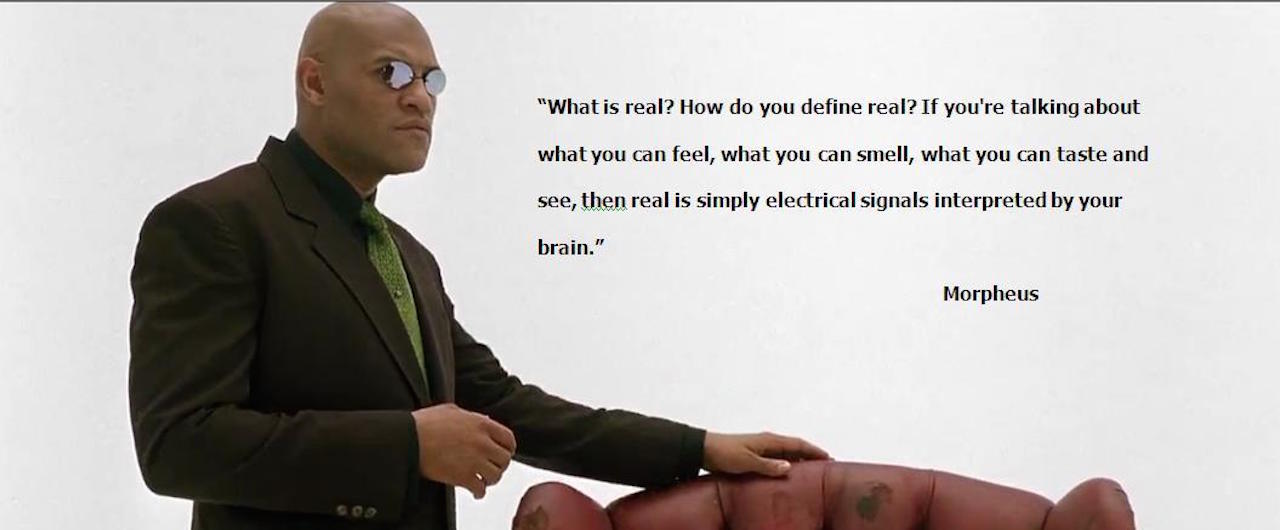 “What is real? How do you define real? If you're talking about
what you can feel, what you can smell, what you can taste and
see, then real is simply electrical signals interpreted by your
brain.”
Morpheus